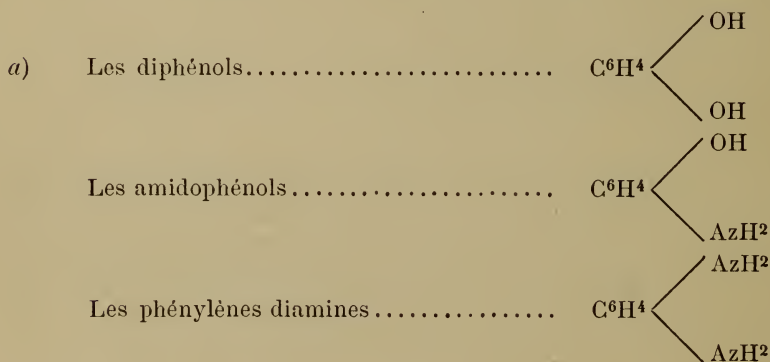 OH
a) Les diphénols............................ C⁶H⁴
OH
OH
Les amidophénols........................ C⁶H⁴
AzH²
AzH²
Les phénylènes diamines................ C⁶H⁴
AzH²